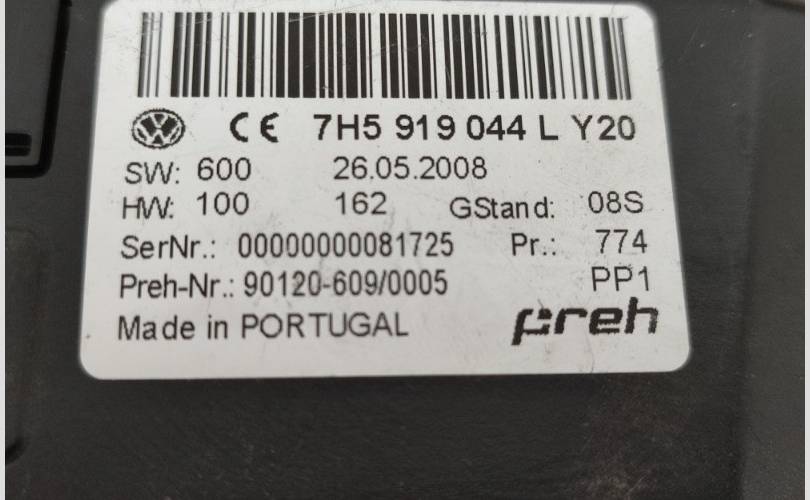 CE 7H5 919 044 L Y20
SW: 600 26.05.2008
HW: 100 162 GStand: 08S
SerNr.: 00000000081725 Pr.: 774
Preh-Nr.: 90120-609/0005 PP1
Made in PORTUGAL preh